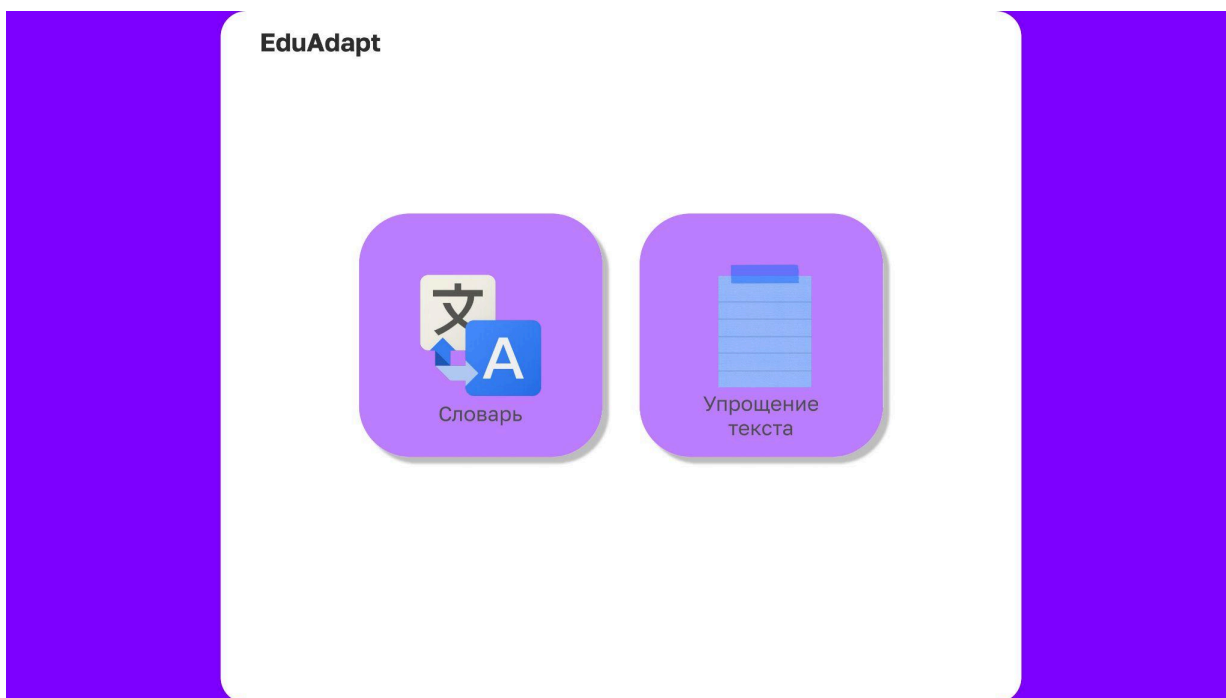 EduAdapt
文
A
Словарь
Упрощение
текста